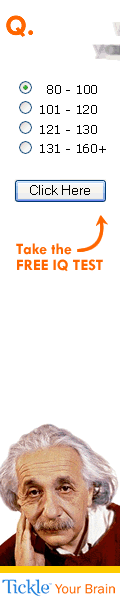 Q.
80 - 100
101 - 120
121 - 130
131 - 160+
Click Here
Take the
FREE IQ TEST
Tickle Your Brain